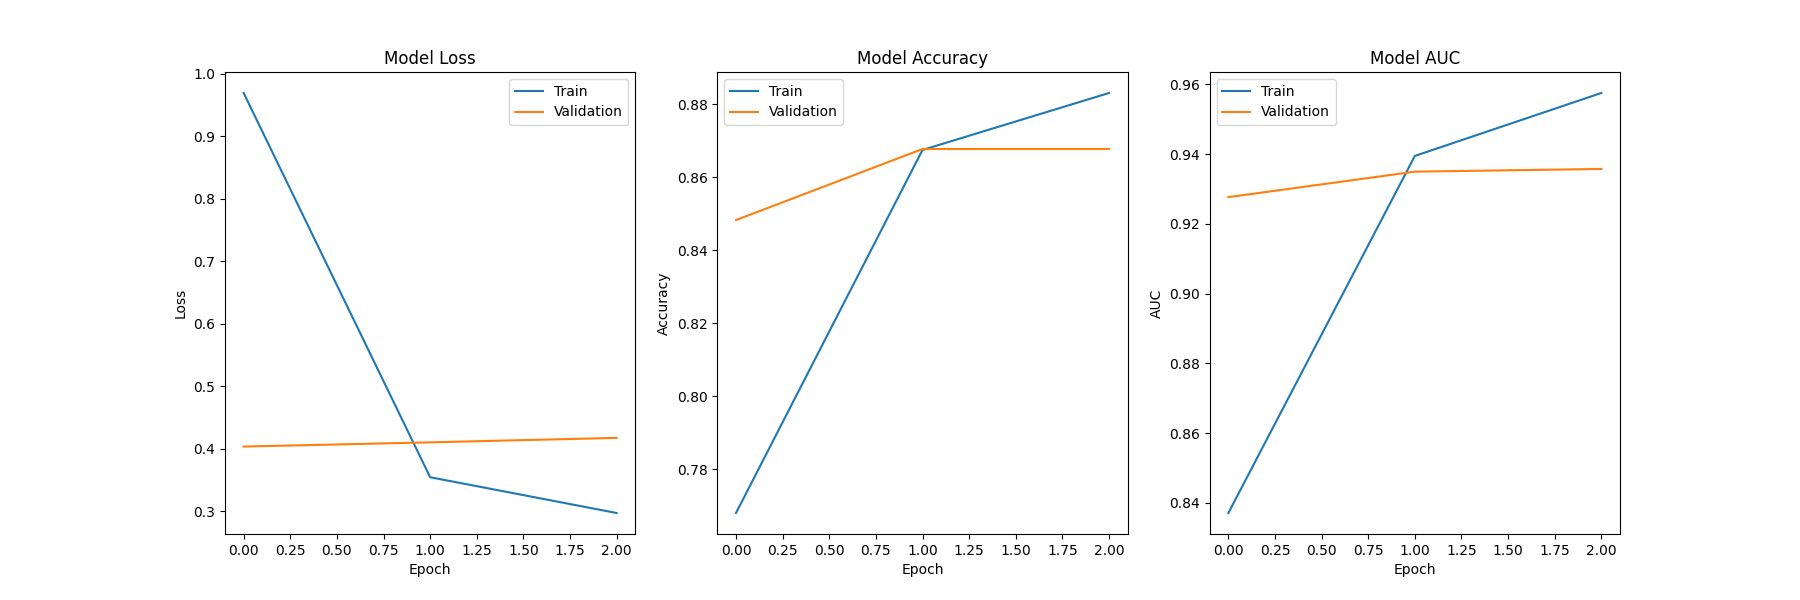 Model Loss
Train
Validation
1.0
0.9
0.8
0.7
0.6
0.5
0.4
0.3
Loss
0.00 0.25 0.50 0.75 1.00 1.25 1.50 1.75 2.00
Epoch
Model Accuracy
Train
Validation
0.88
0.86
0.84
0.82
0.80
0.78
Accuracy
0.00 0.25 0.50 0.75 1.00 1.25 1.50 1.75 2.00
Epoch
Model AUC
Train
Validation
0.96
0.94
0.92
0.90
0.88
0.86
0.84
AUC
0.00 0.25 0.50 0.75 1.00 1.25 1.50 1.75 2.00
Epoch